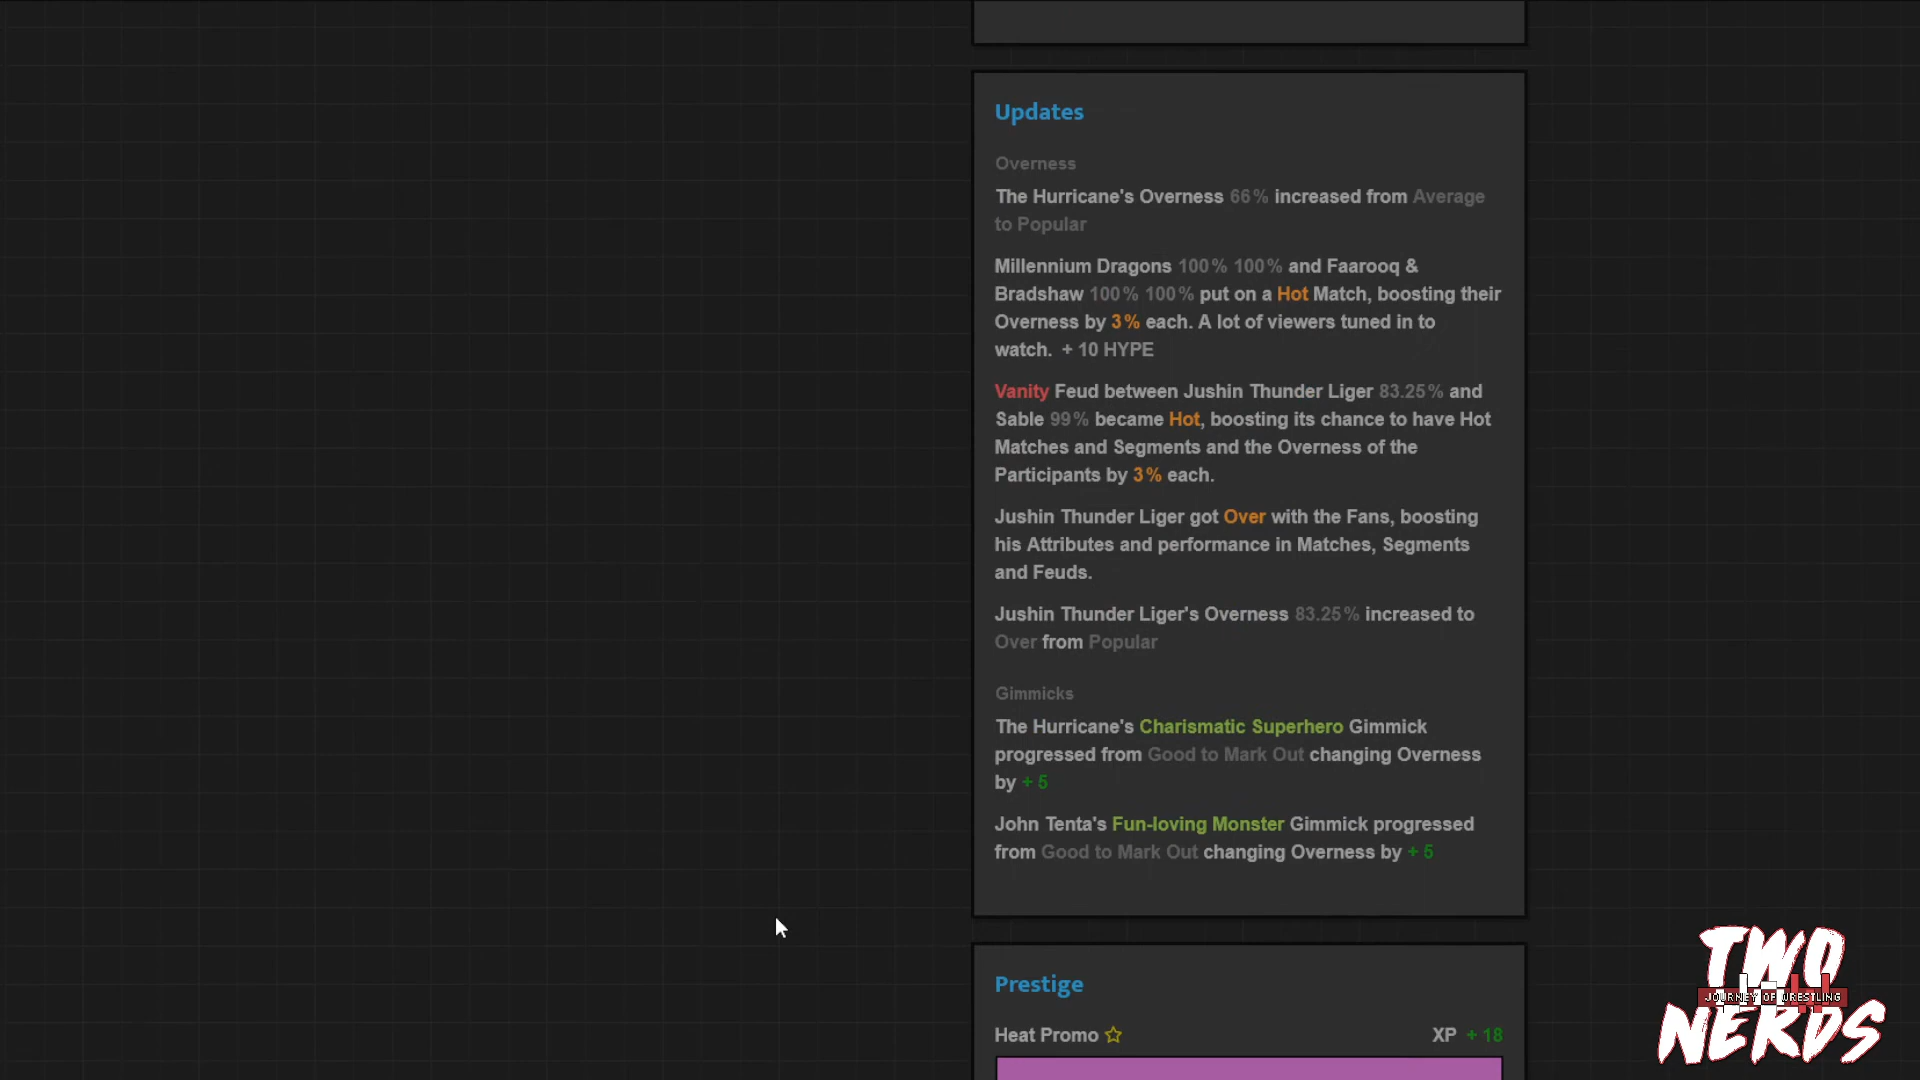 Updates
Overness
The Hurricane's Overness 66% increased from Average
to Popular
Millennium Dragons 100% 100% and Faarooq &
Bradshaw 100% 100% put on a Hot Match, boosting their
Overness by 3% each. A lot of viewers tuned in to
watch. + 10 HYPE
Vanity Feud between Jushin Thunder Liger 83.25% and
Sable 99% became Hot, boosting its chance to have Hot
Matches and Segments and the Overness of the
Participants by 3% each.
Jushin Thunder Liger got Over with the Fans, boosting
his Attributes and performance in Matches, Segments
and Feuds.
Jushin Thunder Liger's Overness 83.25% increased to
Over from Popular
Gimmicks
The Hurricane's Charismatic Superhero Gimmick
progressed from Good to Mark Out changing Overness
by + 5
John Tenta's Fun-loving Monster Gimmick progressed
from Good to Mark Out changing Overness by + 5
Prestige
Heat Promo XP + 18
TWO
JOURNEY OF WRESTLING
NERDS